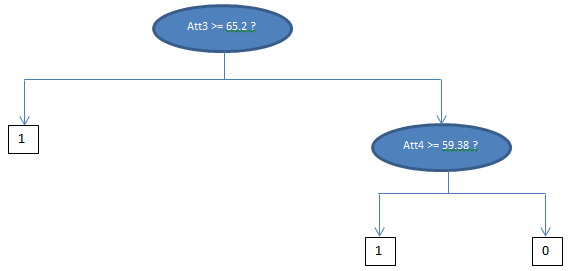 Att3 >= 65.2 ?
1
Att4 >= 59.38 ?
1
0